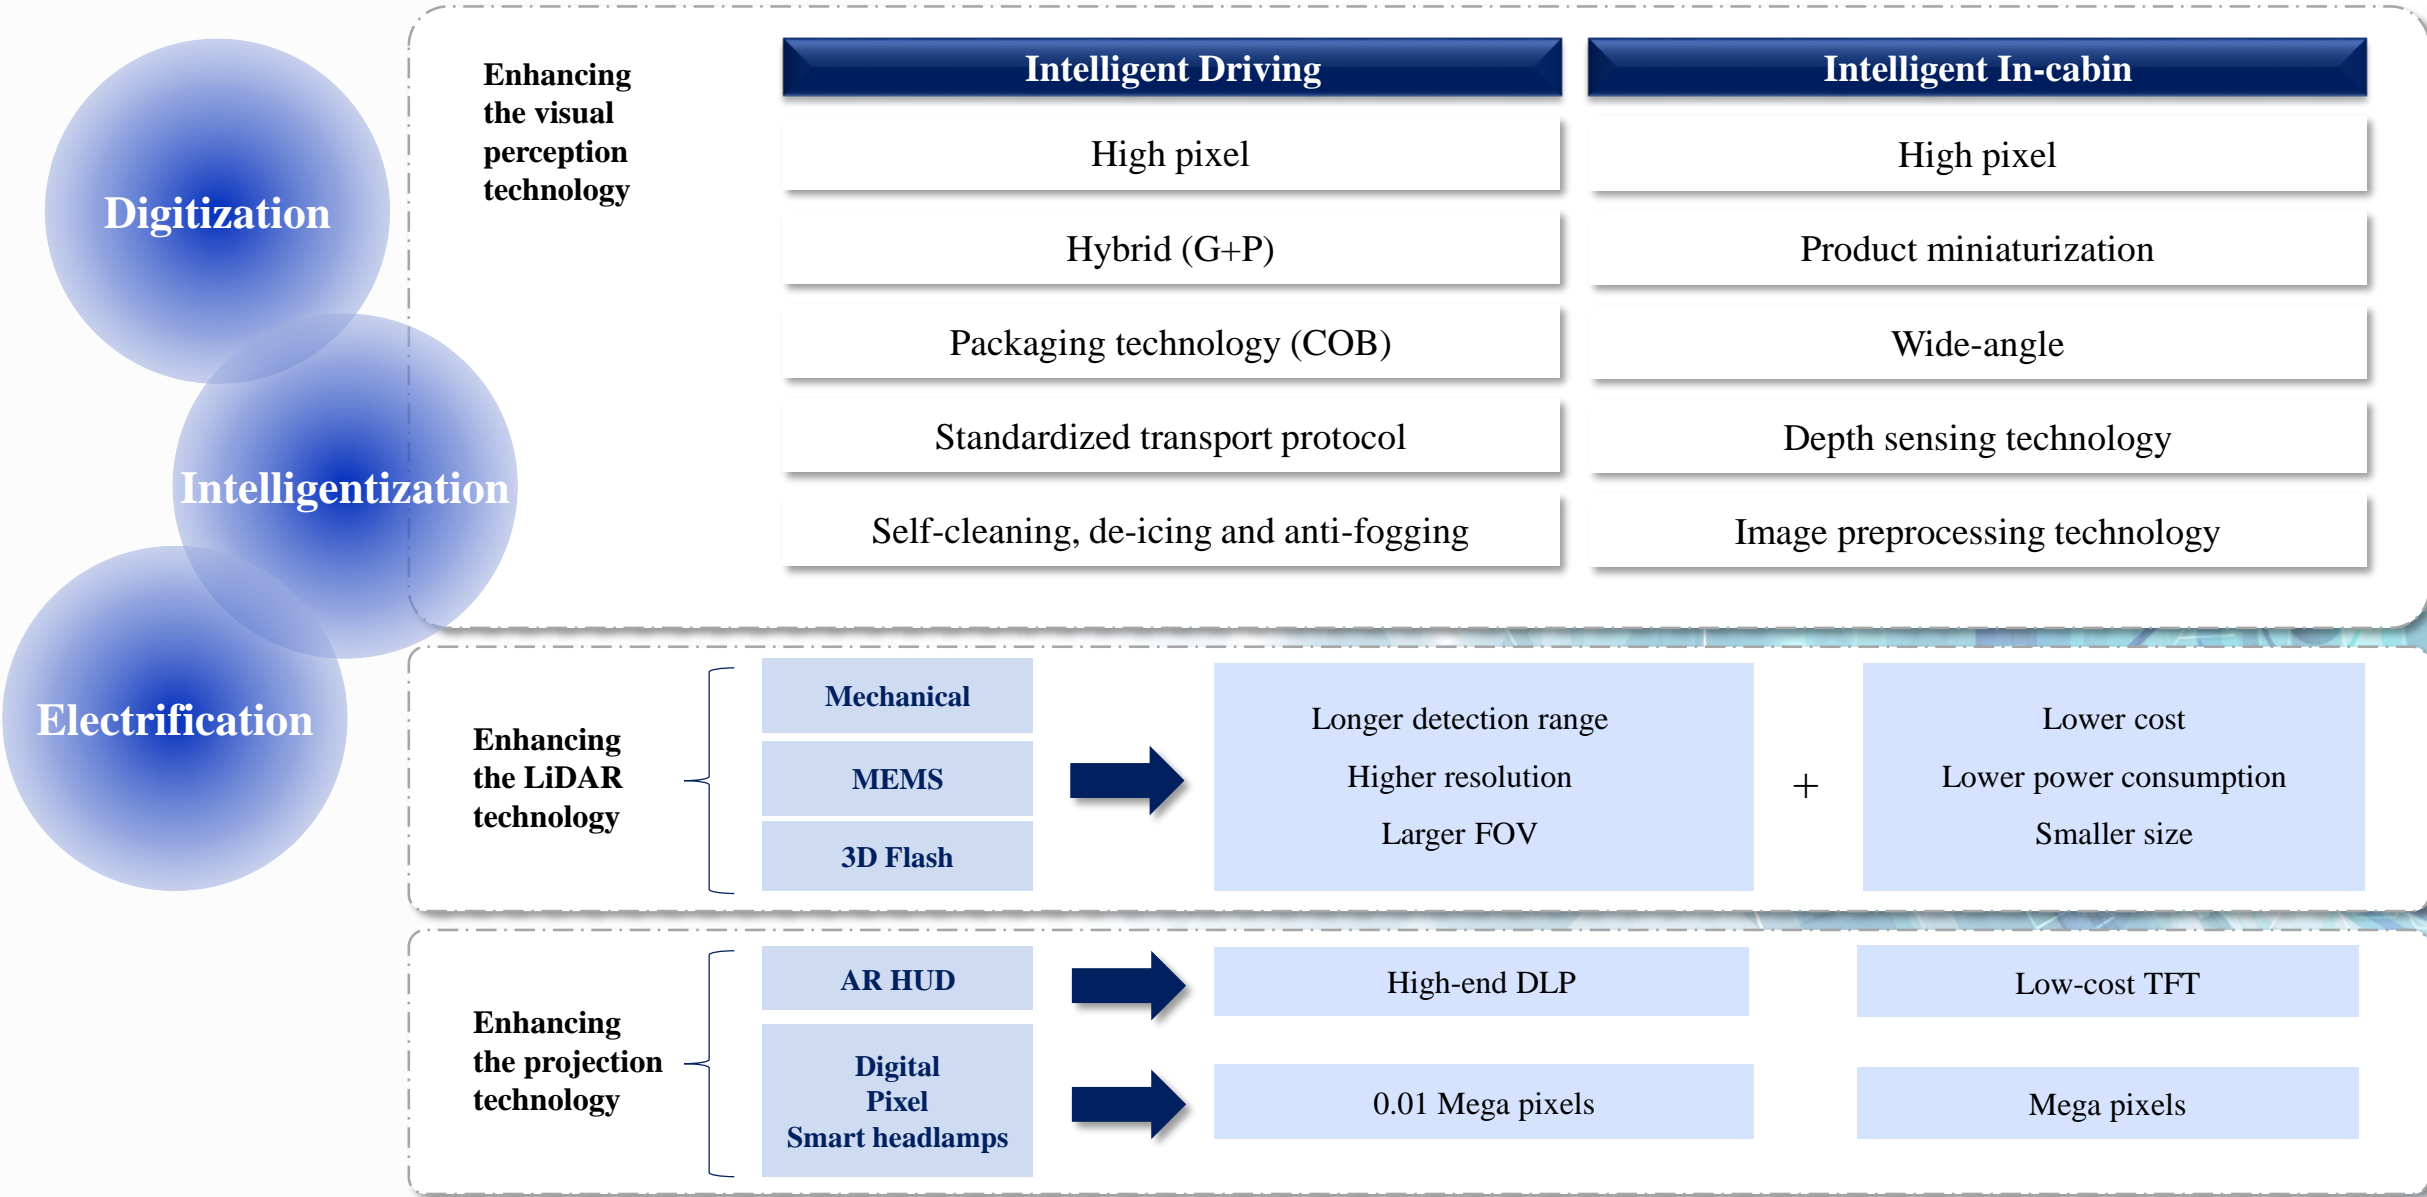 Digitization
Intelligentization
Electrification
Enhancing
the visual
perception
technology
Intelligent Driving
High pixel
Hybrid (G+P)
Packaging technology (COB)
Standardized transport protocol
Self-cleaning, de-icing and anti-fogging
Intelligent In-cabin
High pixel
Product miniaturization
Wide-angle
Depth sensing technology
Image preprocessing technology
Enhancing
the LiDAR
technology
Mechanical
MEMS
3D Flash
Longer detection range
Higher resolution
Larger FOV
+
Lower cost
Lower power consumption
Smaller size
Enhancing
the projection
technology
AR HUD
High-end DLP
Low-cost TFT
Digital
Pixel
Smart headlamps
0.01 Mega pixels
Mega pixels